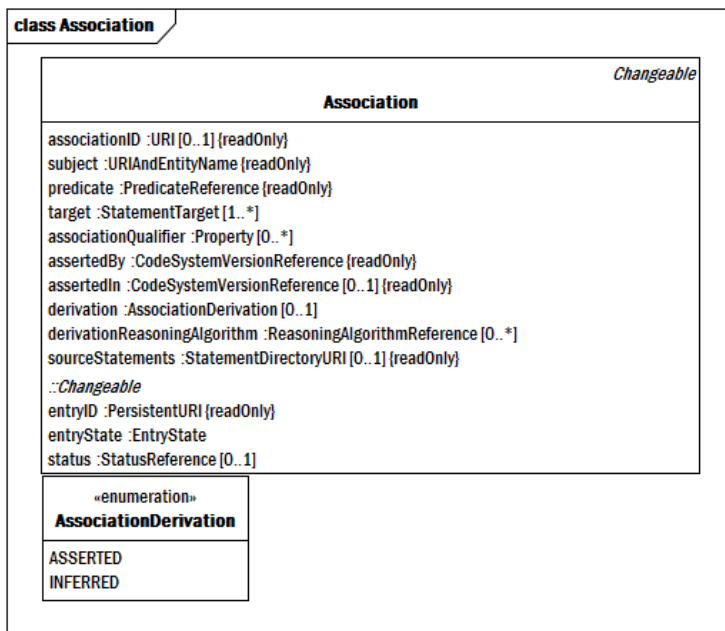 class Association
Changeable
Association
associationID :URI [0..1] {readOnly}
subject :URIAndEntityName {readOnly}
predicate :PredicateReference {readOnly}
target :StatementTarget [1..*]
associationQualifier :Property [0..*]
assertedBy :CodeSystemVersionReference {readOnly}
assertedIn :CodeSystemVersionReference [0..1] {readOnly}
derivation :AssociationDerivation [0..1]
derivationReasoningAlgorithm :ReasoningAlgorithmReference [0..*]
sourceStatements :StatementDirectoryURI [0..1] {readOnly}
::Changeable
entryID :PersistentURI {readOnly}
entryState :EntryState
status :StatusReference [0..1]
«enumeration»
AssociationDerivation
ASSERTED
INFERRED